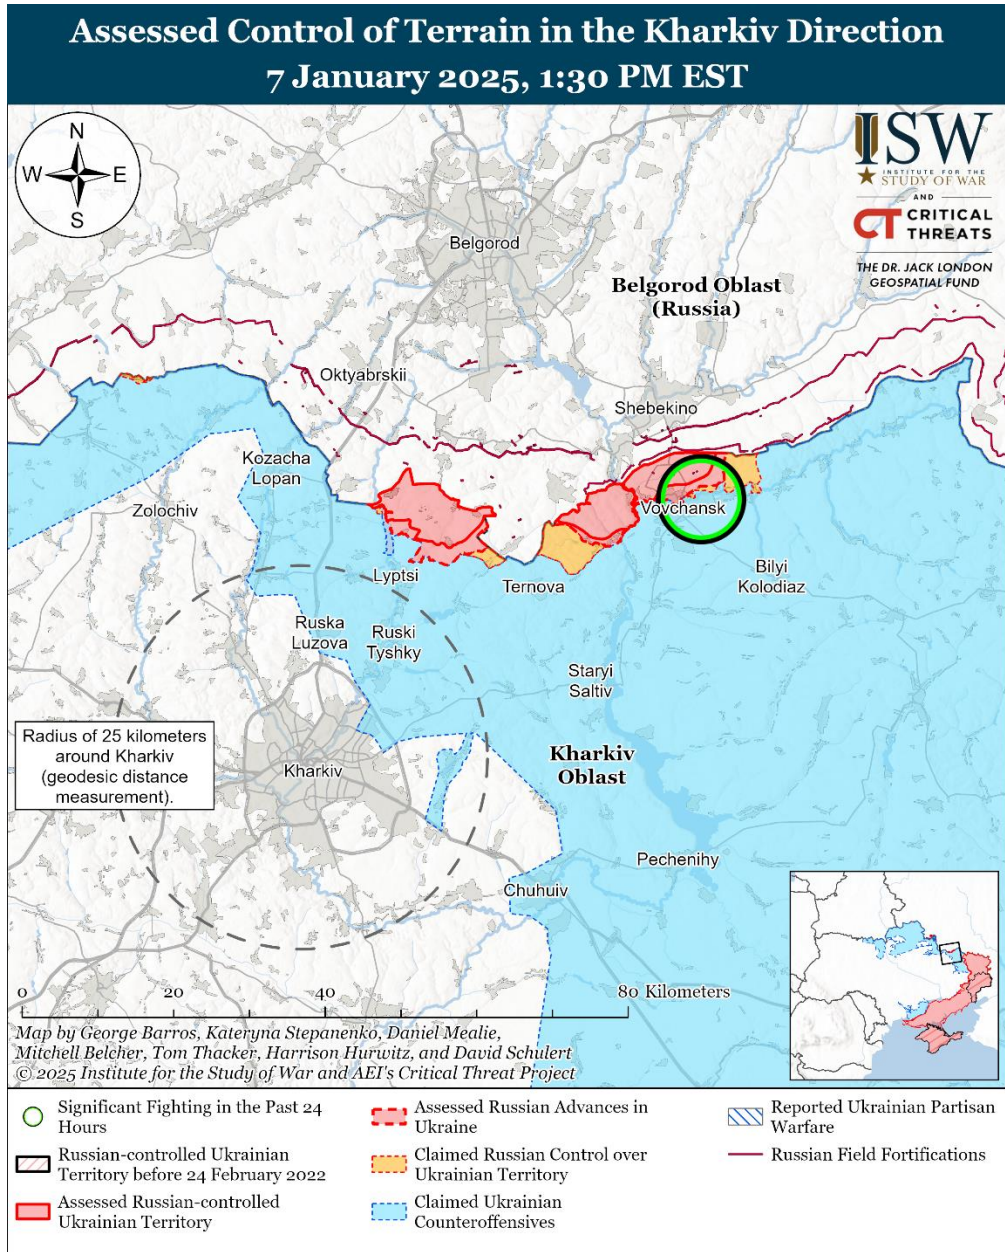 Assessed Control of Terrain in the Kharkiv Direction
7 January 2025, 1:30 PM EST
N
W
E
S
ISW
INSTITUTE FOR THE
STUDY OF WAR
AND
CT CRITICAL
THREATS
THE DR. JACK LONDON
GEOSPATIAL FUND
Belgorod
Belgorod Oblast
(Russia)
Oktyabrskii
Shebekino
Kozacha
Lopan
Zolochiv
Vovchansk
Lyptsi
Ternova
Bilyi
Kolodiaz
Ruska
Luzova
Ruski
Tyshky
Staryi
Saltiv
Radius of 25 kilometers
around Kharkiv
(geodesic distance
measurement).
Kharkiv
Kharkiv
Oblast
Pechenihy
Chuhuiv
0
20
40
80 Kilometers
Map by George Barros, Kateryna Stepanenko, Daniel Mealie,
Mitchell Belcher, Tom Thacker, Harrison Hurwitz, and David Schulert
© 2025 Institute for the Study of War and AEI's Critical Threat Project
Significant Fighting in the Past 24
Hours
Russian-controlled Ukrainian
Territory before 24 February 2022
Assessed Russian-controlled
Ukrainian Territory
Assessed Russian Advances in
Ukraine
Claimed Russian Control over
Ukrainian Territory
Claimed Ukrainian
Counteroffensives
Reported Ukrainian Partisan
Warfare
Russian Field Fortifications